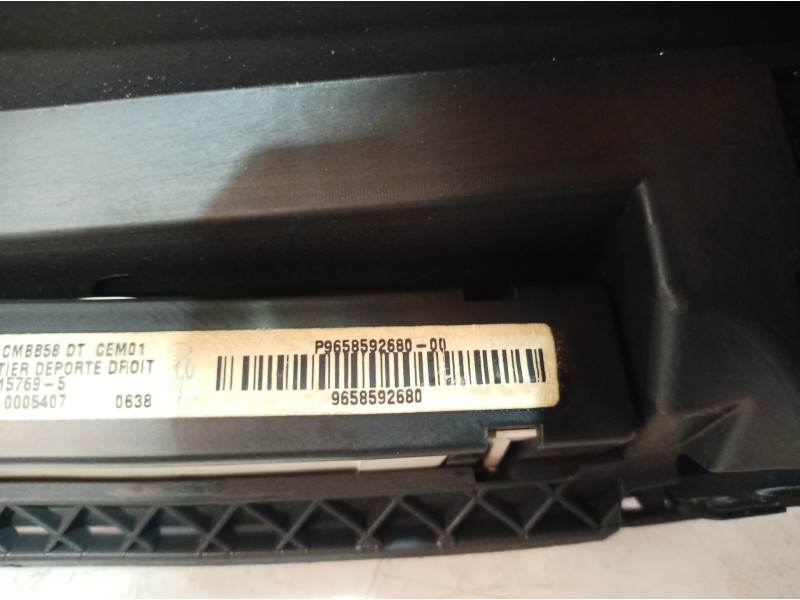 CMBB58 DT CEM01
TIER DEPORTE DROIT
15769-5
0005407 0638
P9658592680-00
9658592680